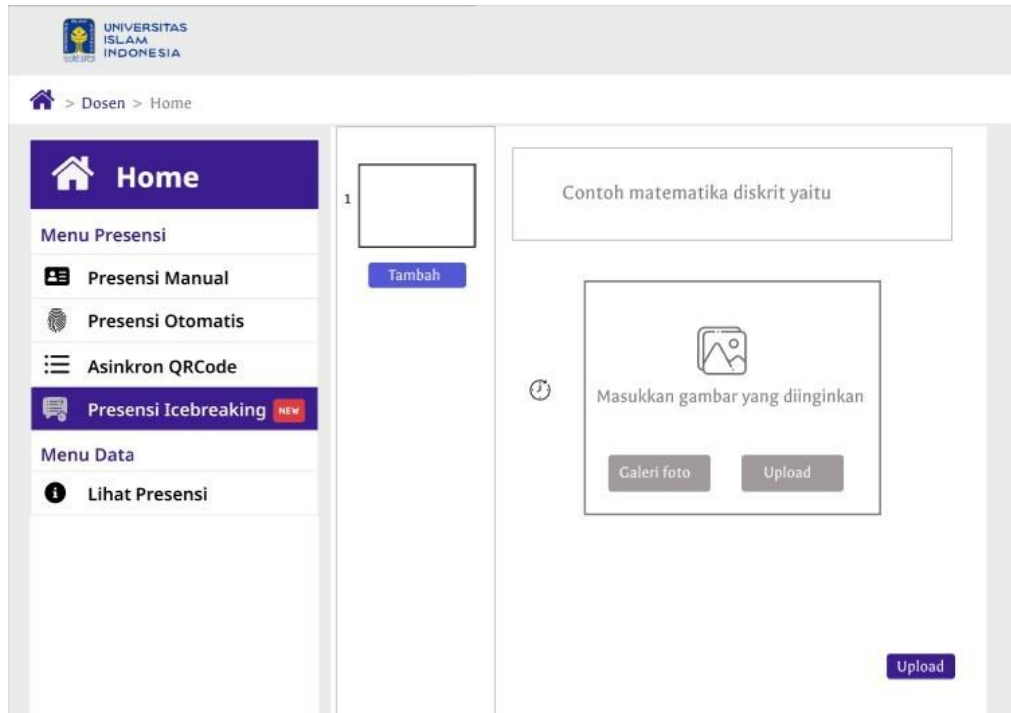 UNIVERSITAS
ISLAM
INDONESIA
> Dosen > Home
Home
Menu Presensi
Presensi Manual
Presensi Otomatis
Asinkron QRCode
Presensi Icebreaking NEW
Menu Data
Lihat Presensi
1
Tambah
Contoh matematika diskrit yaitu
Masukkan gambar yang diinginkan
Galeri foto
Upload
Upload